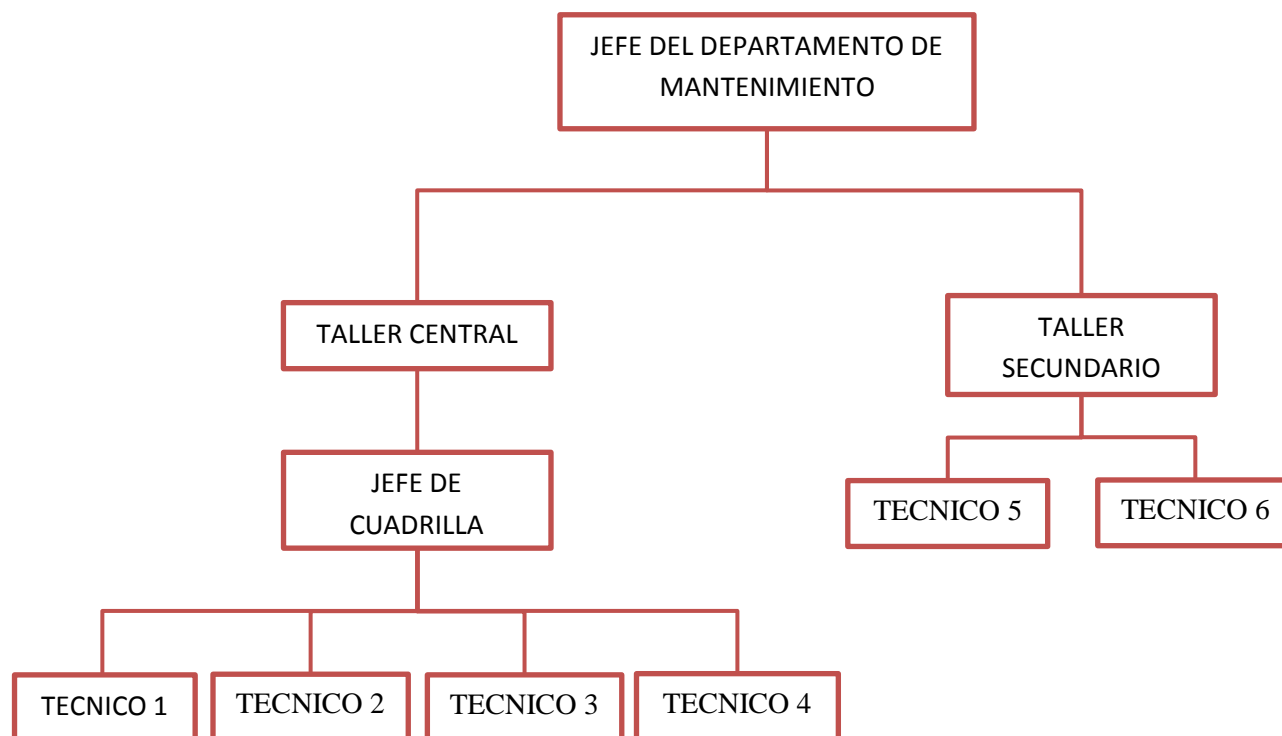 JEFE DEL DEPARTAMENTO DE
MANTENIMIENTO
TALLER CENTRAL
TALLER
SECUNDARIO
JEFE DE
CUADRILLA
TECNICO 5
TECNICO 6
TECNICO 1
TECNICO 2
TECNICO 3
TECNICO 4